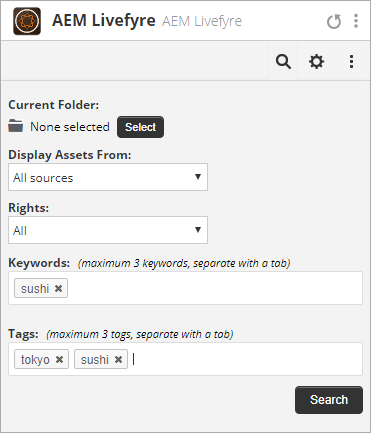 AEM Livefyre AEM Livefyre
Current Folder:
None selected Select
Display Assets From:
All sources
Rights:
All
Keywords: (maximum 3 keywords, separate with a tab)
sushi
Tags: (maximum 3 tags, separate with a tab)
tokyo sushi
Search